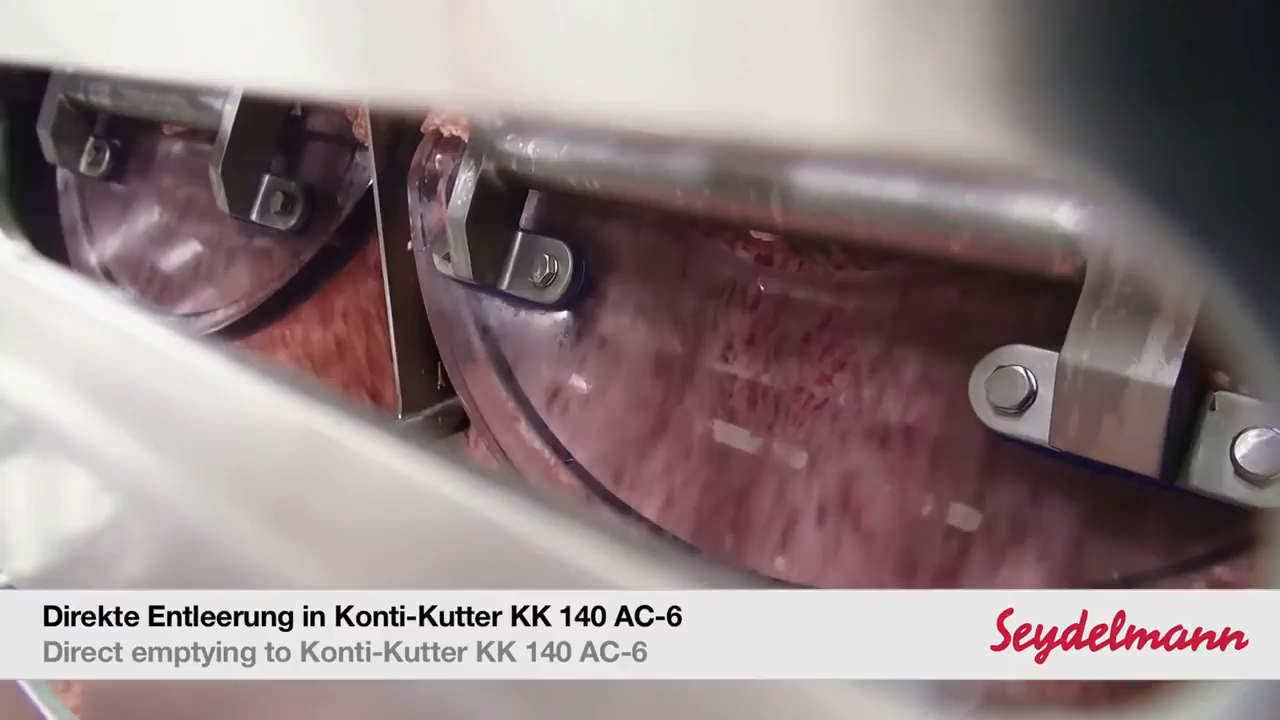 Direkte Entleerung in Konti-Kutter KK 140 AC-6
Direct emptying to Konti-Kutter KK 140 AC-6
Seydelmann